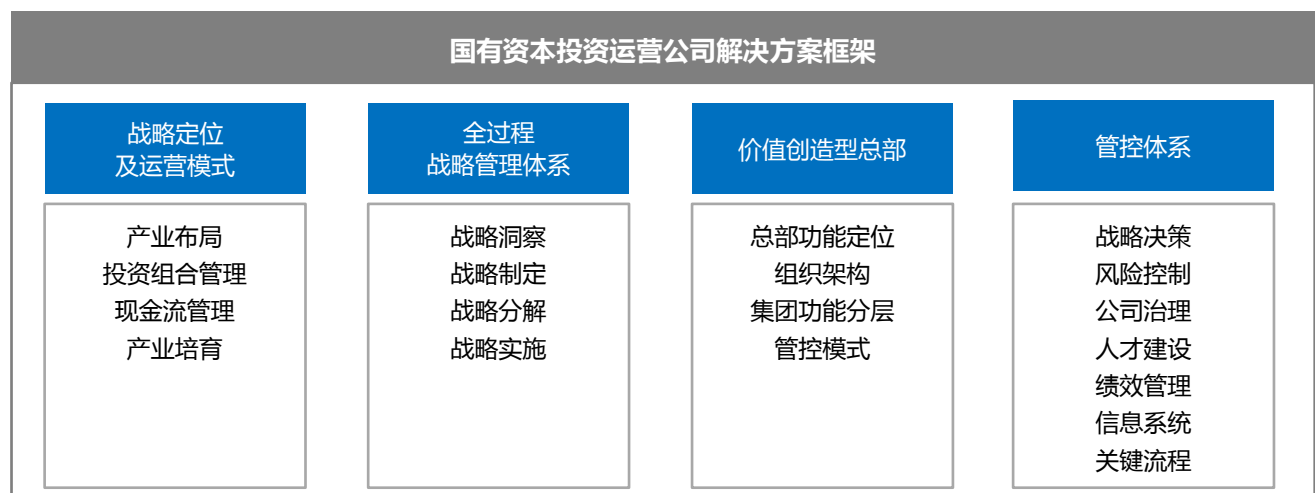 国有资本投资运营公司解决方案框架
战略定位
及运营模式
产业布局
投资组合管理
现金流管理
产业培育
全过程
战略管理体系
战略洞察
战略制定
战略分解
战略实施
价值创造型总部
总部功能定位
组织架构
集团功能分层
管控模式
管控体系
战略决策
风险控制
公司治理
人才建设
绩效管理
信息系统
关键流程